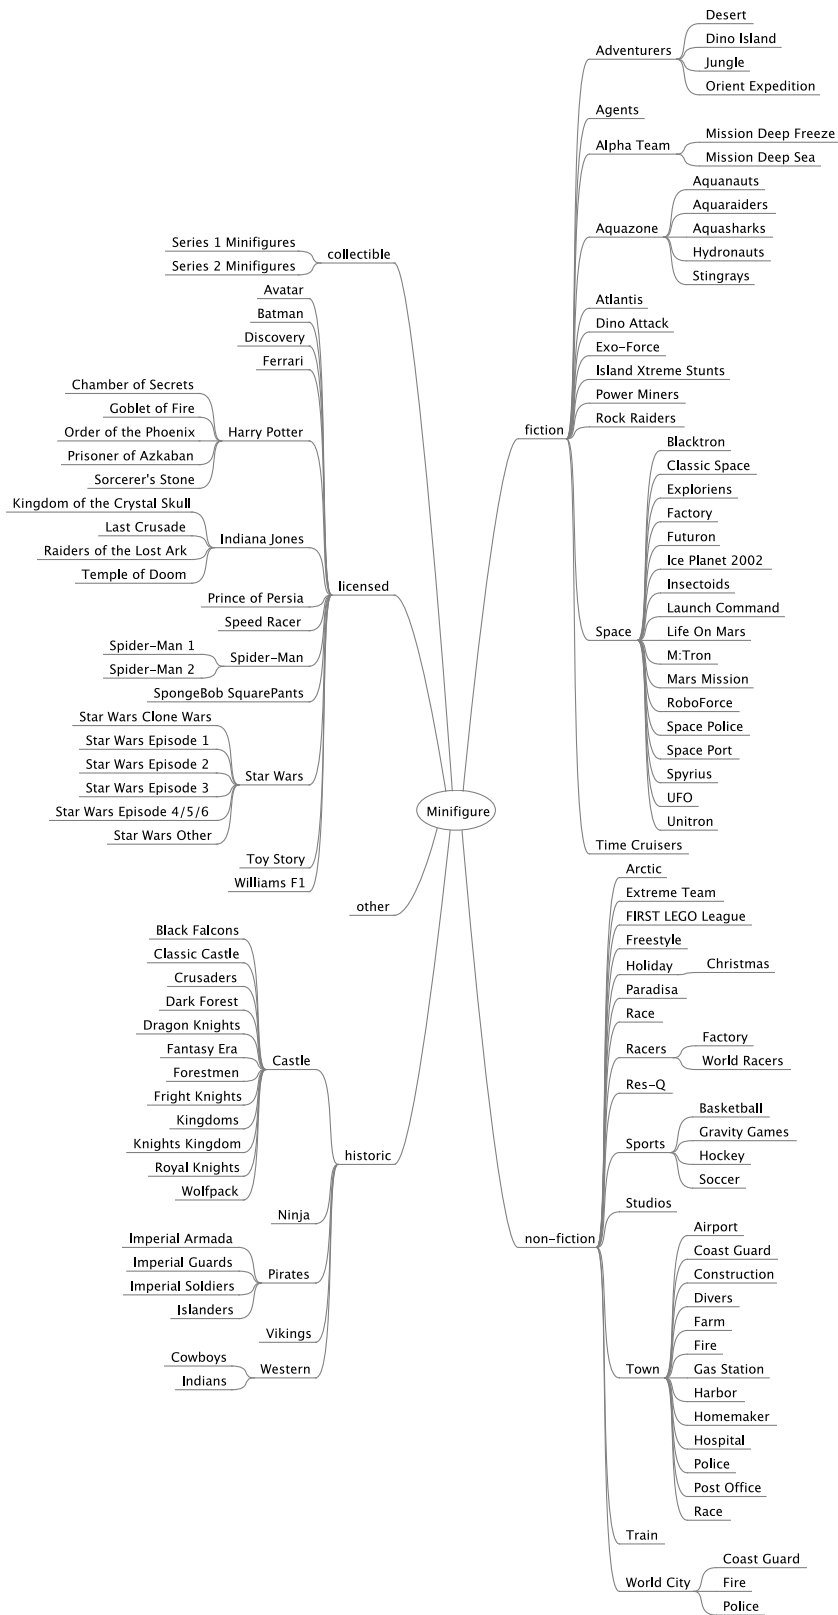 Minifigure
fiction
Adventurers
Desert
Dino Island
Jungle
Orient Expedition
Agents
Alpha Team
Mission Deep Freeze
Mission Deep Sea
Aquazone
Aquanauts
Aquaraiders
Aquasharks
Hydronauts
Stingrays
Atlantis
Dino Attack
Exo-Force
Island Xtreme Stunts
Power Miners
Rock Raiders
Space
Blacktron
Classic Space
Exploriens
Factory
Futuron
Ice Planet 2002
Insectoids
Launch Command
Life On Mars
M:Tron
Mars Mission
RoboForce
Space Police
Space Port
Spyrius
UFO
Unitron
Time Cruisers
non-fiction
Arctic
Extreme Team
FIRST LEGO League
Freestyle
Holiday
Christmas
Paradisa
Race
Racers
Factory
World Racers
Res-Q
Sports
Basketball
Gravity Games
Hockey
Soccer
Studios
Town
Airport
Coast Guard
Construction
Divers
Farm
Fire
Gas Station
Harbor
Homemaker
Hospital
Police
Post Office
Race
Train
World City
Coast Guard
Fire
Police
collectible
Series 1 Minifigures
Series 2 Minifigures
licensed
Avatar
Batman
Discovery
Ferrari
Harry Potter
Chamber of Secrets
Goblet of Fire
Order of the Phoenix
Prisoner of Azkaban
Sorcerer's Stone
Indiana Jones
Kingdom of the Crystal Skull
Last Crusade
Raiders of the Lost Ark
Temple of Doom
Prince of Persia
Speed Racer
Spider-Man
Spider-Man 1
Spider-Man 2
SpongeBob SquarePants
Star Wars
Star Wars Clone Wars
Star Wars Episode 1
Star Wars Episode 2
Star Wars Episode 3
Star Wars Episode 4/5/6
Star Wars Other
Toy Story
Williams F1
other
historic
Castle
Black Falcons
Classic Castle
Crusaders
Dark Forest
Dragon Knights
Fantasy Era
Forestmen
Fright Knights
Kingdoms
Knights Kingdom
Royal Knights
Wolfpack
Ninja
Pirates
Imperial Armada
Imperial Guards
Imperial Soldiers
Islanders
Vikings
Western
Cowboys
Indians